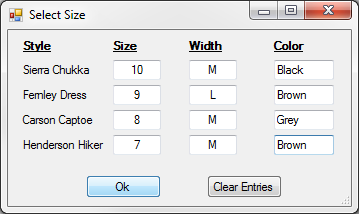 Select Size
Style Size Width Color
Sierra Chukka 10 M Black
Fernley Dress 9 L Brown
Carson Captoe 8 M Grey
Henderson Hiker 7 M Brown
Ok Clear Entries